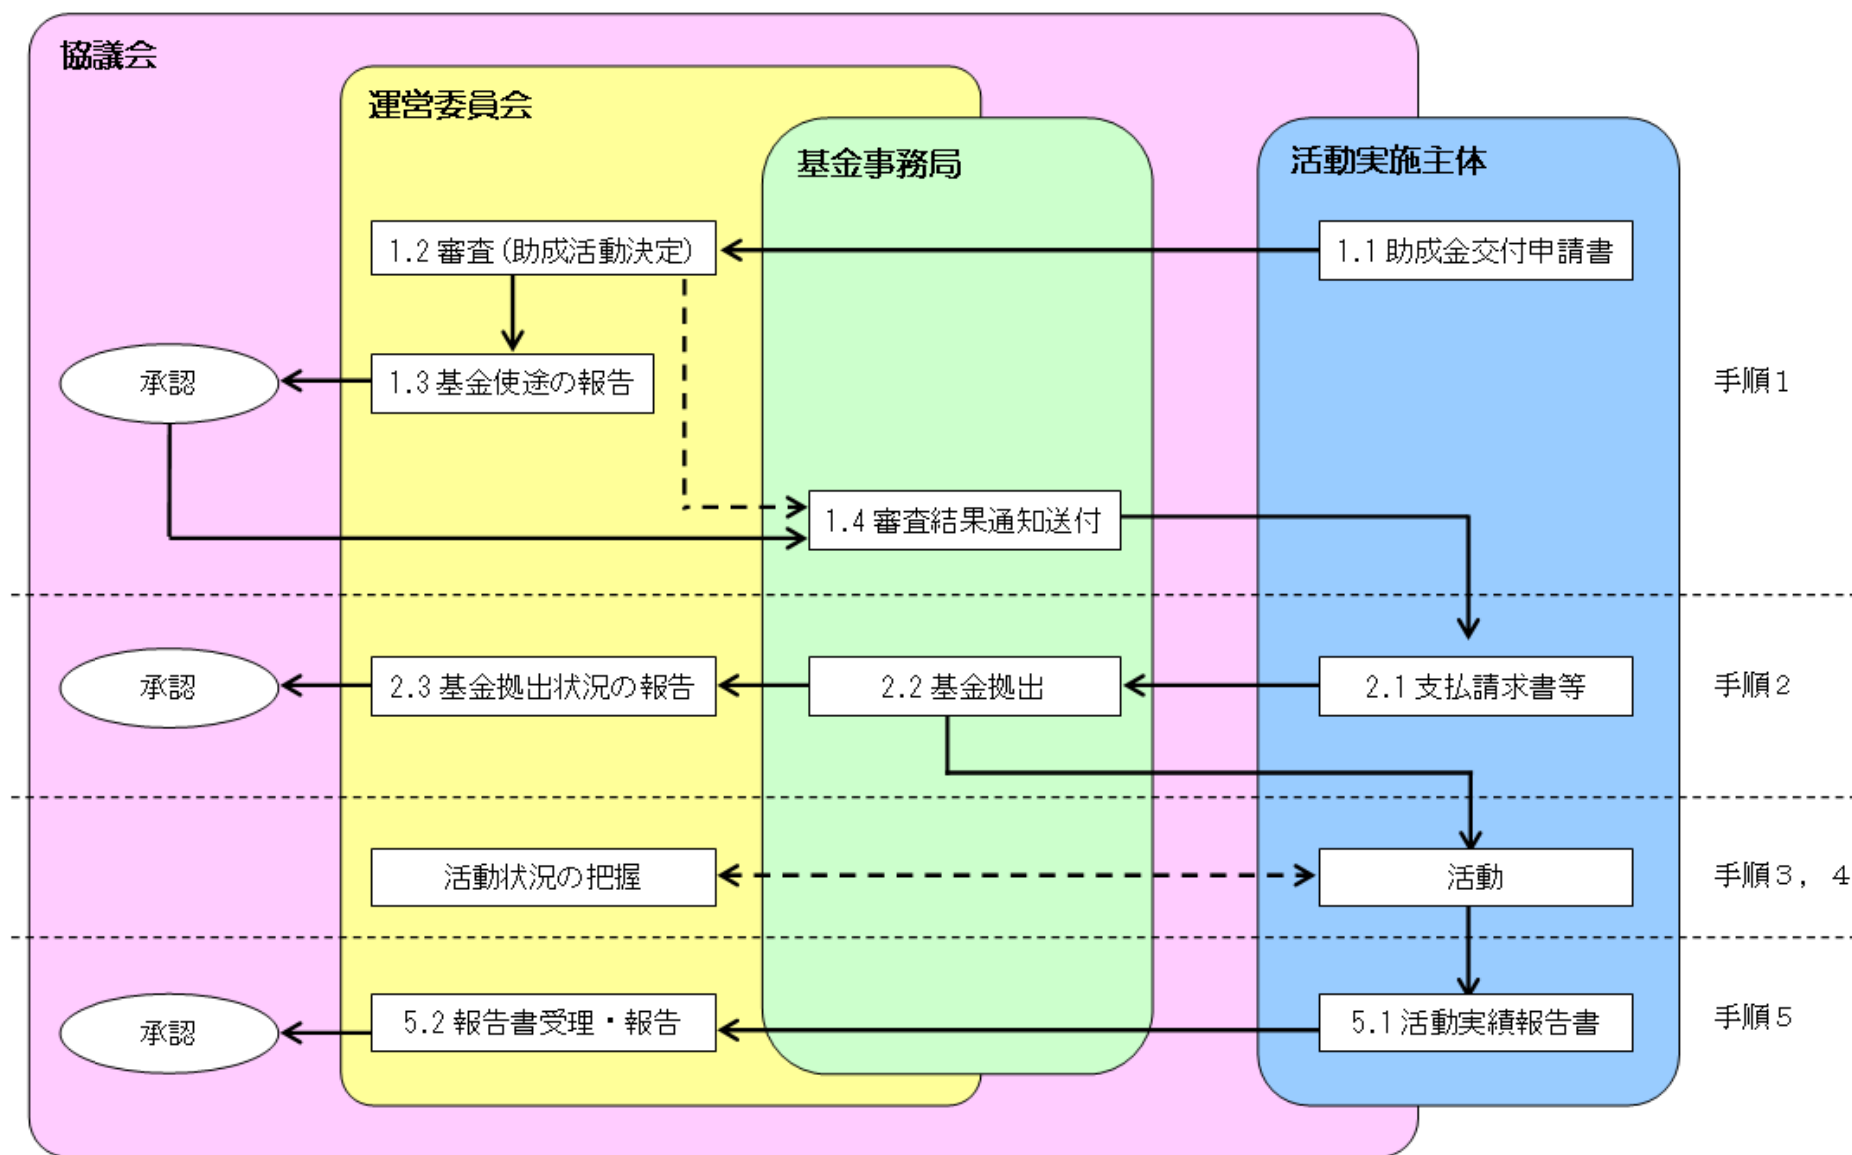 協議会
運営委員会
基金事務局
活動実施主体
1.2 審査(助成活動決定)
1.1 助成金交付申請書
承認
1.3 基金使途の報告
手順１
1.4 審査結果通知送付
承認
2.3 基金拠出状況の報告
2.2 基金拠出
2.1 支払請求書等
手順２
活動状況の把握
活動
手順３，４
承認
5.2 報告書受理・報告
5.1 活動実績報告書
手順５